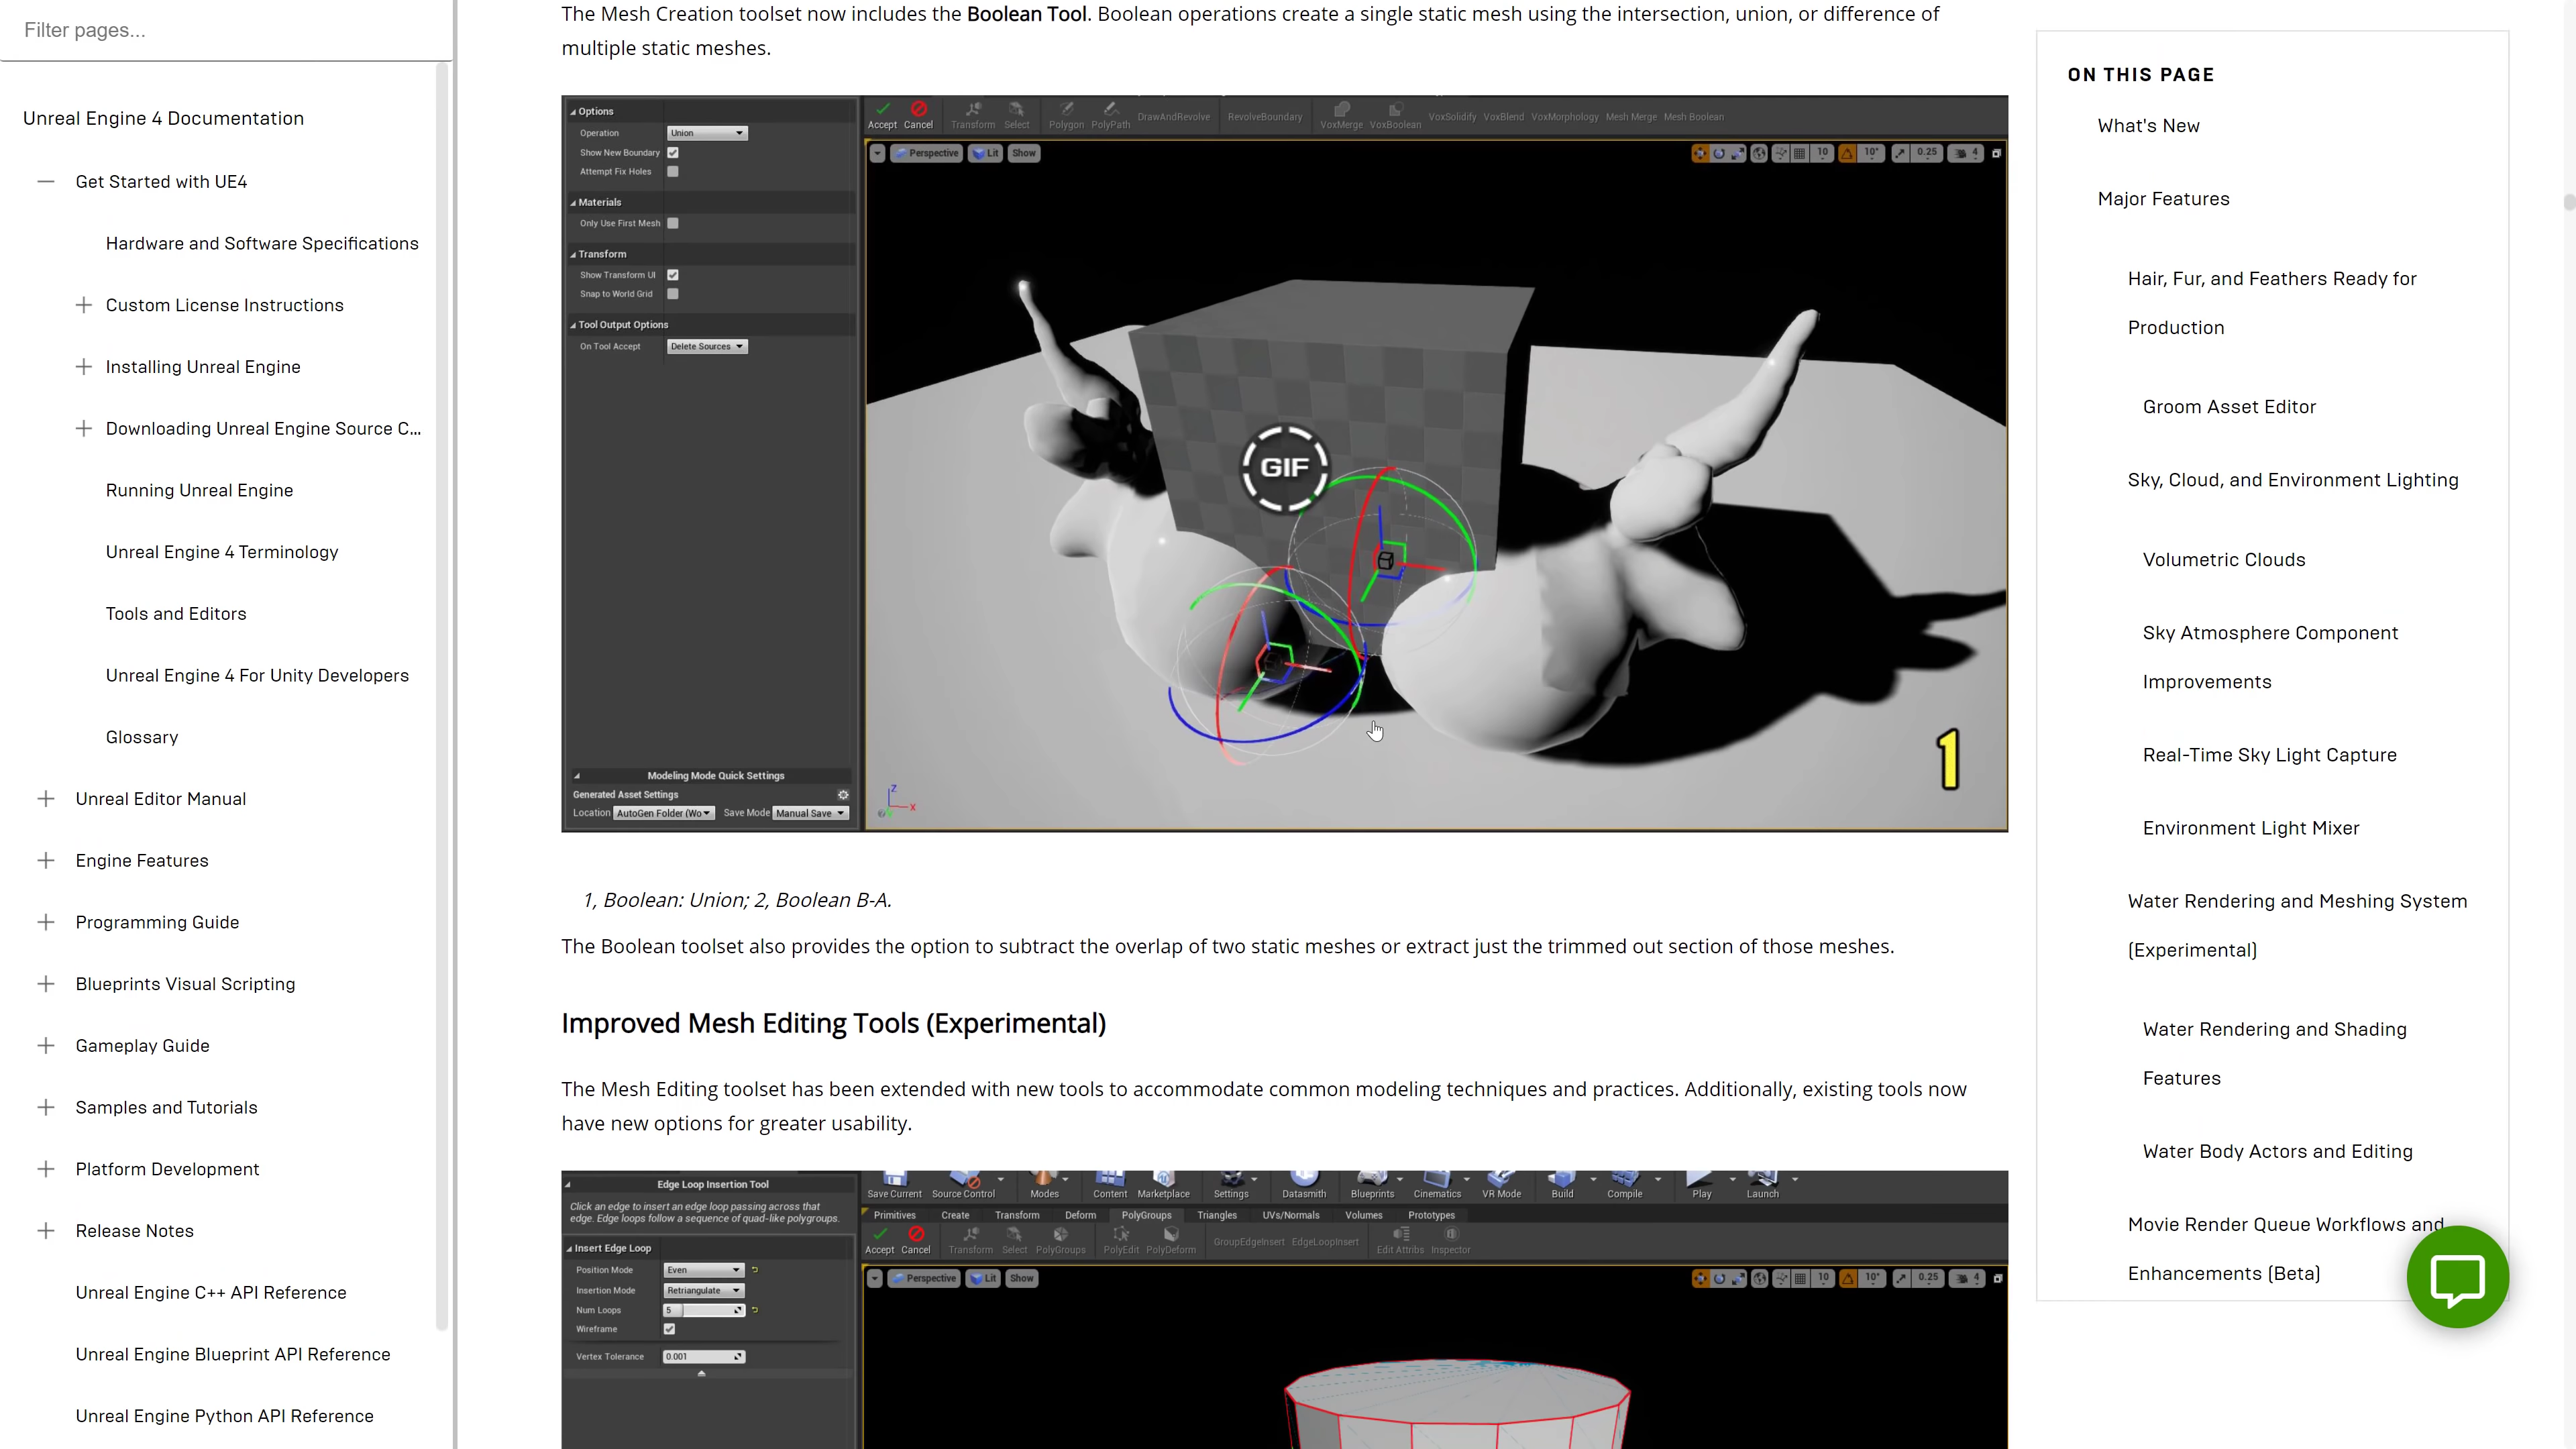 Filter pages...
Unreal Engine 4 Documentation
Get Started with UE4
Hardware and Software Specifications
Custom License Instructions
Installing Unreal Engine
Downloading Unreal Engine Source C...
Running Unreal Engine
Unreal Engine 4 Terminology
Tools and Editors
Unreal Engine 4 For Unity Developers
Glossary
Unreal Editor Manual
Engine Features
Programming Guide
Blueprints Visual Scripting
Gameplay Guide
Samples and Tutorials
Platform Development
Release Notes
Unreal Engine C++ API Reference
Unreal Engine Blueprint API Reference
Unreal Engine Python API Reference
The Mesh Creation toolset now includes the Boolean Tool. Boolean operations create a single static mesh using the intersection, union, or difference of
multiple static meshes.
Options
Operation Union
Show New Boundary
Attempt Fix Holes
Materials
Only Use First Mesh
Transform
Show Transform UI
Snap to World Grid
Tool Output Options
On Tool Accept Delete Sources
Modeling Mode Quick Settings
Generated Asset Settings
Location AutoGen Folder (Wo Save Mode Manual Save
Accept Cancel Transform Select Polygon PolyPath DrawAndRevolve RevolveBoundary VoxMerge VoxBoolean VoxSolidify VoxBlend VoxMorphology Mesh Merge Mesh Boolean
Perspective Lit Show 10 10° 0.25 4
GIF
1
Z
X
1, Boolean: Union; 2, Boolean B-A.
The Boolean toolset also provides the option to subtract the overlap of two static meshes or extract just the trimmed out section of those meshes.
Improved Mesh Editing Tools (Experimental)
The Mesh Editing toolset has been extended with new tools to accommodate common modeling techniques and practices. Additionally, existing tools now
have new options for greater usability.
Edge Loop Insertion Tool
Click an edge to insert an edge loop passing across that
edge. Edge loops follow a sequence of quad-like polygroups.
Insert Edge Loop
Position Mode Even
Insertion Mode Retriangulate
Num Loops 5
Wireframe
Vertex Tolerance 0.001
Save Current Source Control Modes Content Marketplace Settings Datasmith Blueprints Cinematics VR Mode Build Compile Play Launch
Primitives Create Transform Deform PolyGroups Triangles UVs/Normals Volumes Prototypes
Accept Cancel Transform Select PolyGroups PolyEdit PolyDeform GroupEdgeInsert EdgeLoopInsert Edit Attribs Inspector
Perspective Lit Show 10 10° 0.25 4
ON THIS PAGE
What's New
Major Features
Hair, Fur, and Feathers Ready for
Production
Groom Asset Editor
Sky, Cloud, and Environment Lighting
Volumetric Clouds
Sky Atmosphere Component
Improvements
Real-Time Sky Light Capture
Environment Light Mixer
Water Rendering and Meshing System
(Experimental)
Water Rendering and Shading
Features
Water Body Actors and Editing
Movie Render Queue Workflows and
Enhancements (Beta)